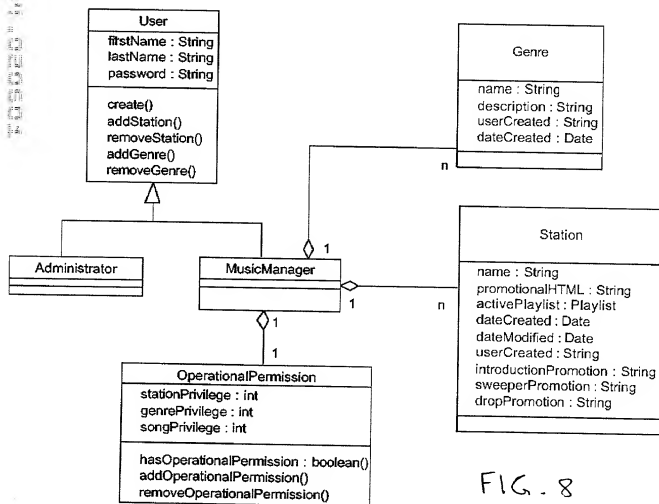 User
firstName : String
lastName : String
password : String
create()
addStation()
removeStation()
addGenre()
removeGenre()
Genre
name : String
description : String
userCreated : String
dateCreated : Date
n
1
Administrator
MusicManager
1
n
1
1
Station
name : String
promotionalHTML : String
activePlaylist : Playlist
dateCreated : Date
dateModified : Date
userCreated : String
introductionPromotion : String
sweeperPromotion : String
dropPromotion : String
OperationalPermission
stationPrivilege : int
genrePrivilege : int
songPrivilege : int
hasOperationalPermission : boolean()
addOperationalPermission()
removeOperationalPermission()
FIG. 8